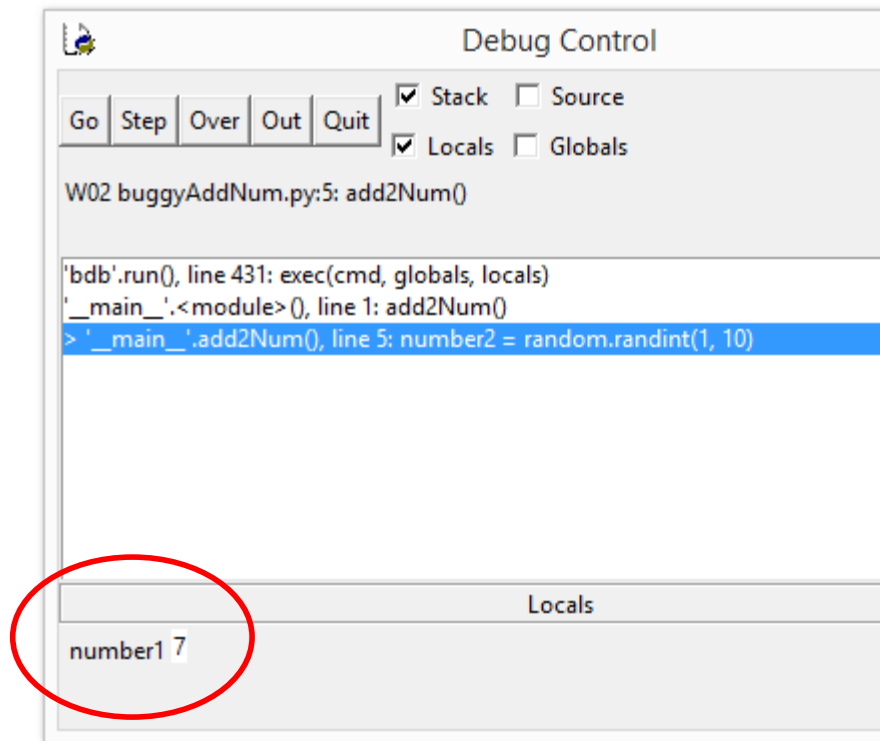 Debug Control
Go Step Over Out Quit
Stack Source
Locals Globals
W02 buggyAddNum.py:5: add2Num()
'bdb'.run(), line 431: exec(cmd, globals, locals)
'__main__'.<module>(), line 1: add2Num()
> '__main__'.add2Num(), line 5: number2 = random.randint(1, 10)
Locals
number1 7